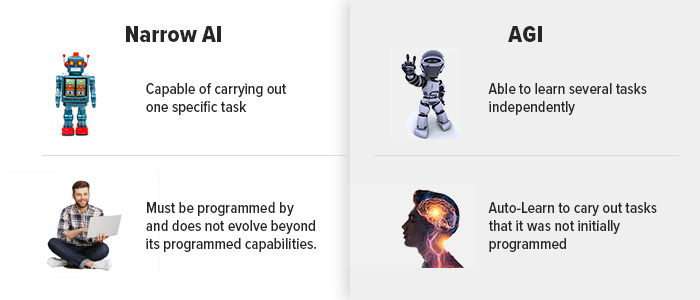 Narrow AI
Capable of carrying out
one specific task
Must be programmed by
and does not evolve beyond
its programmed capabilities.
AGI
Able to learn several tasks
independently
Auto-Learn to cary out tasks
that it was not initially
programmed